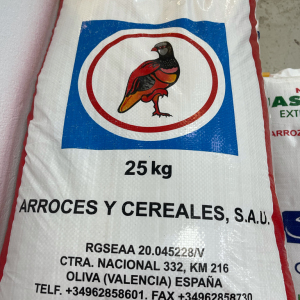 25 kg
ARROCES Y CEREALES, S.A.U.
RGSEAA 20.045228/V
CTRA. NACIONAL 332, KM 216
OLIVA (VALENCIA) ESPAÑA
TELF. +34962858601. FAX +34962858730